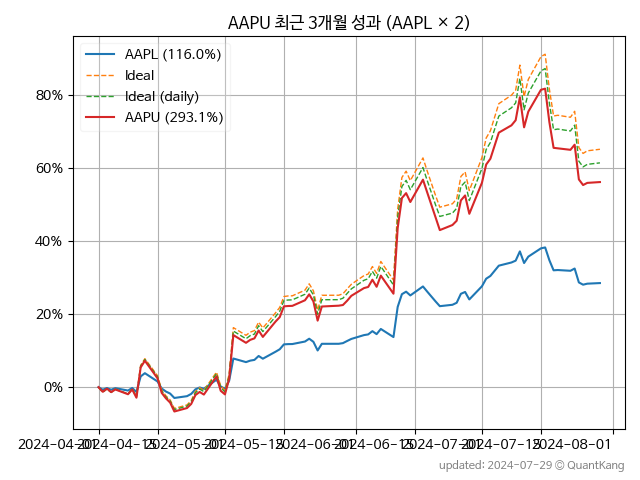 AAPU 최근 3개월 성과 (AAPL × 2)
AAPL (116.0%)
Ideal
Ideal (daily)
AAPU (293.1%)
80%
60%
40%
20%
0%
2024-04-01 2024-04-15 2024-05-01 2024-05-15 2024-06-01 2024-06-15 2024-07-01 2024-07-15 2024-08-01
updated: 2024-07-29 © QuantKang